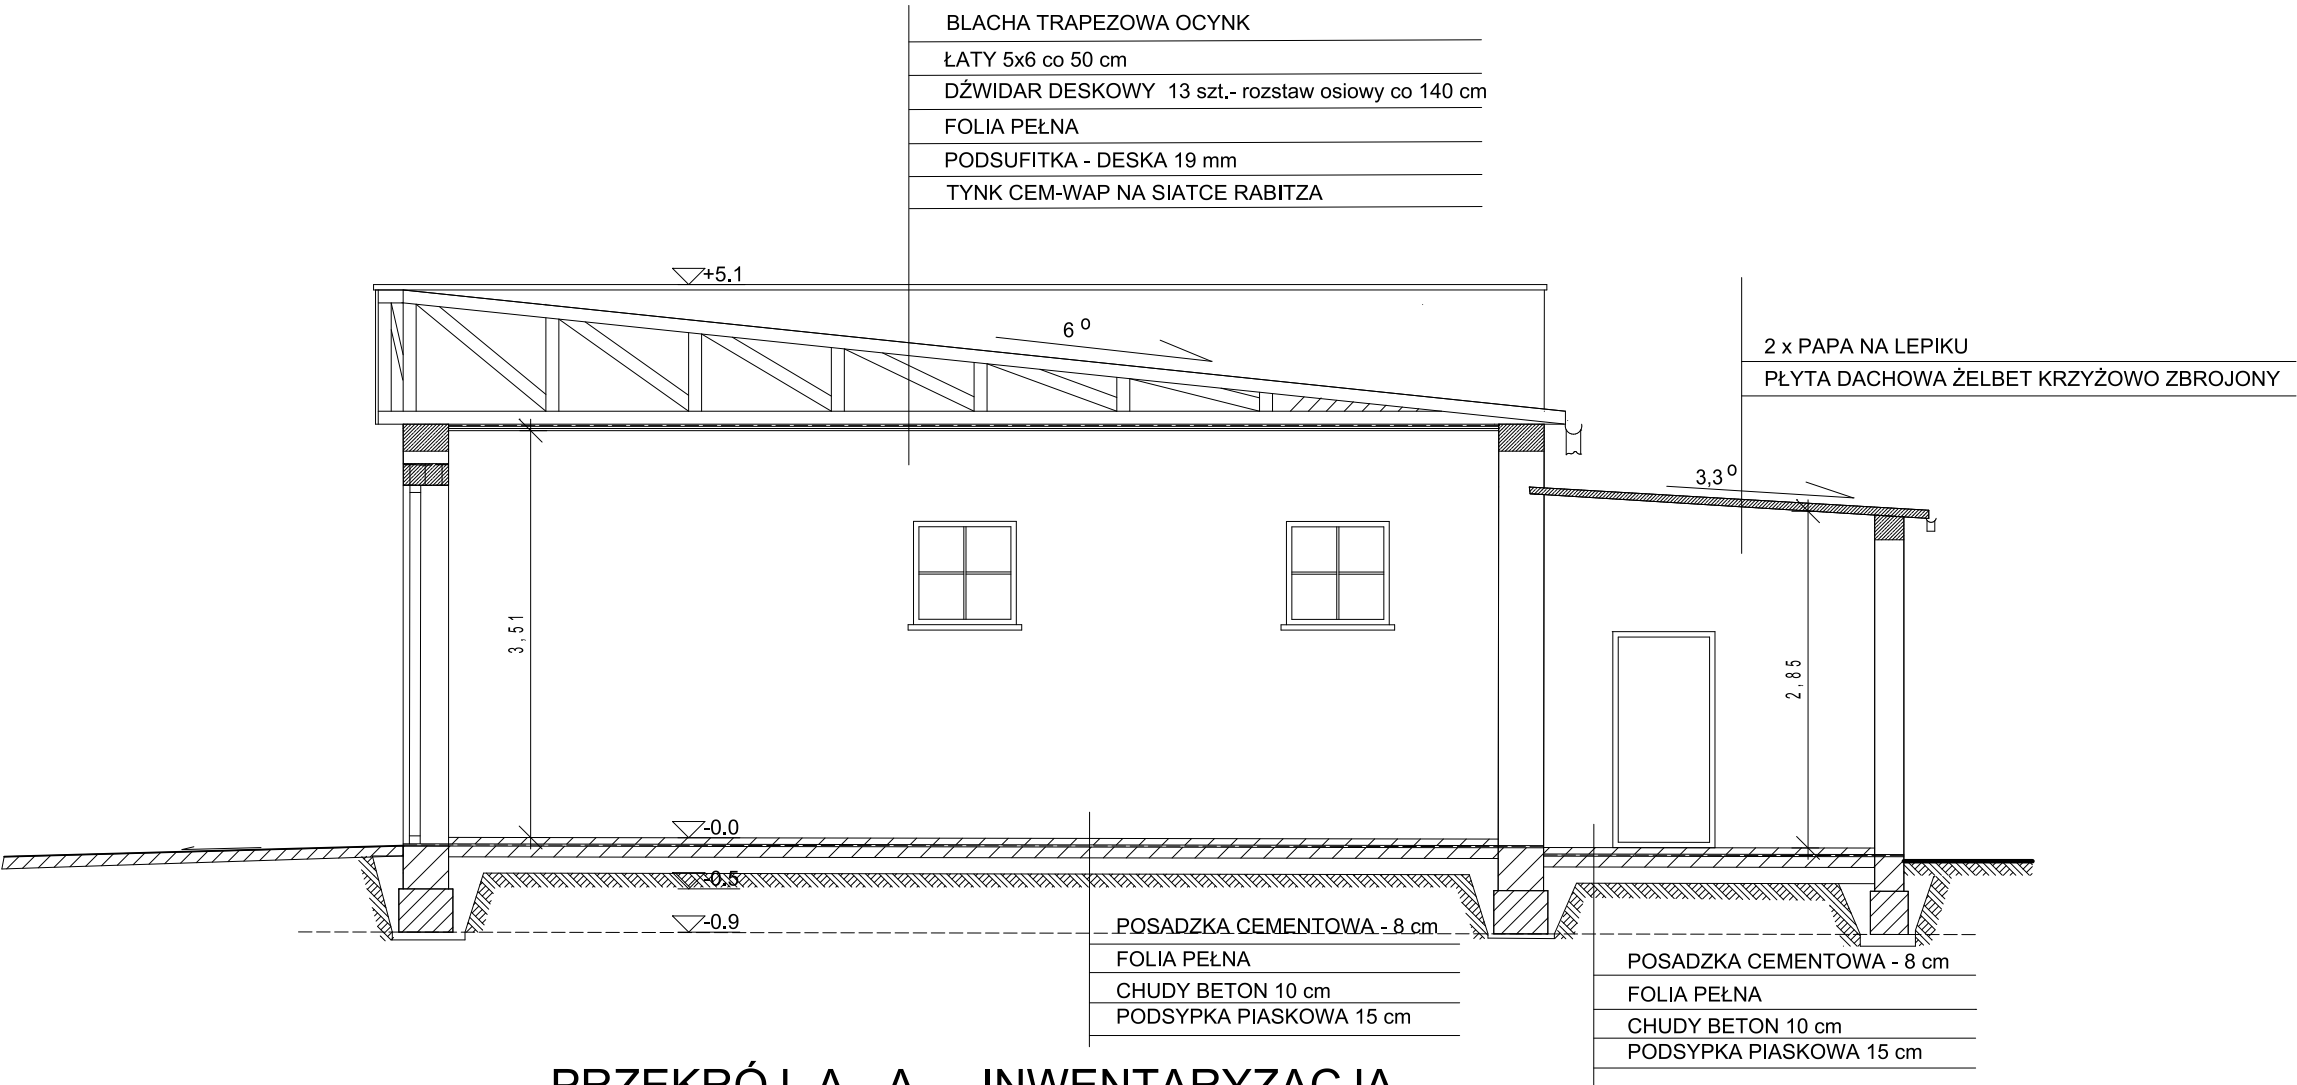 BLACHA TRAPEZOWA OCYNK
ŁATY 5x6 co 50 cm
DŹWIDAR DESKOWY 13 szt.- rozstaw osiowy co 140 cm
FOLIA PEŁNA
PODSUFITKA - DESKA 19 mm
TYNK CEM-WAP NA SIATCE RABITZA
+5.1
6 o
2 x PAPA NA LEPIKU
PŁYTA DACHOWA ŻELBET KRZYŻOWO ZBROJONY
3,3 o
3,51
2,85
-0.0
-0.5
-0.9
POSADZKA CEMENTOWA - 8 cm
FOLIA PEŁNA
CHUDY BETON 10 cm
PODSYPKA PIASKOWA 15 cm
POSADZKA CEMENTOWA - 8 cm
FOLIA PEŁNA
CHUDY BETON 10 cm
PODSYPKA PIASKOWA 15 cm
PRZEKRÓJ A - A - INWENTARYZACJA